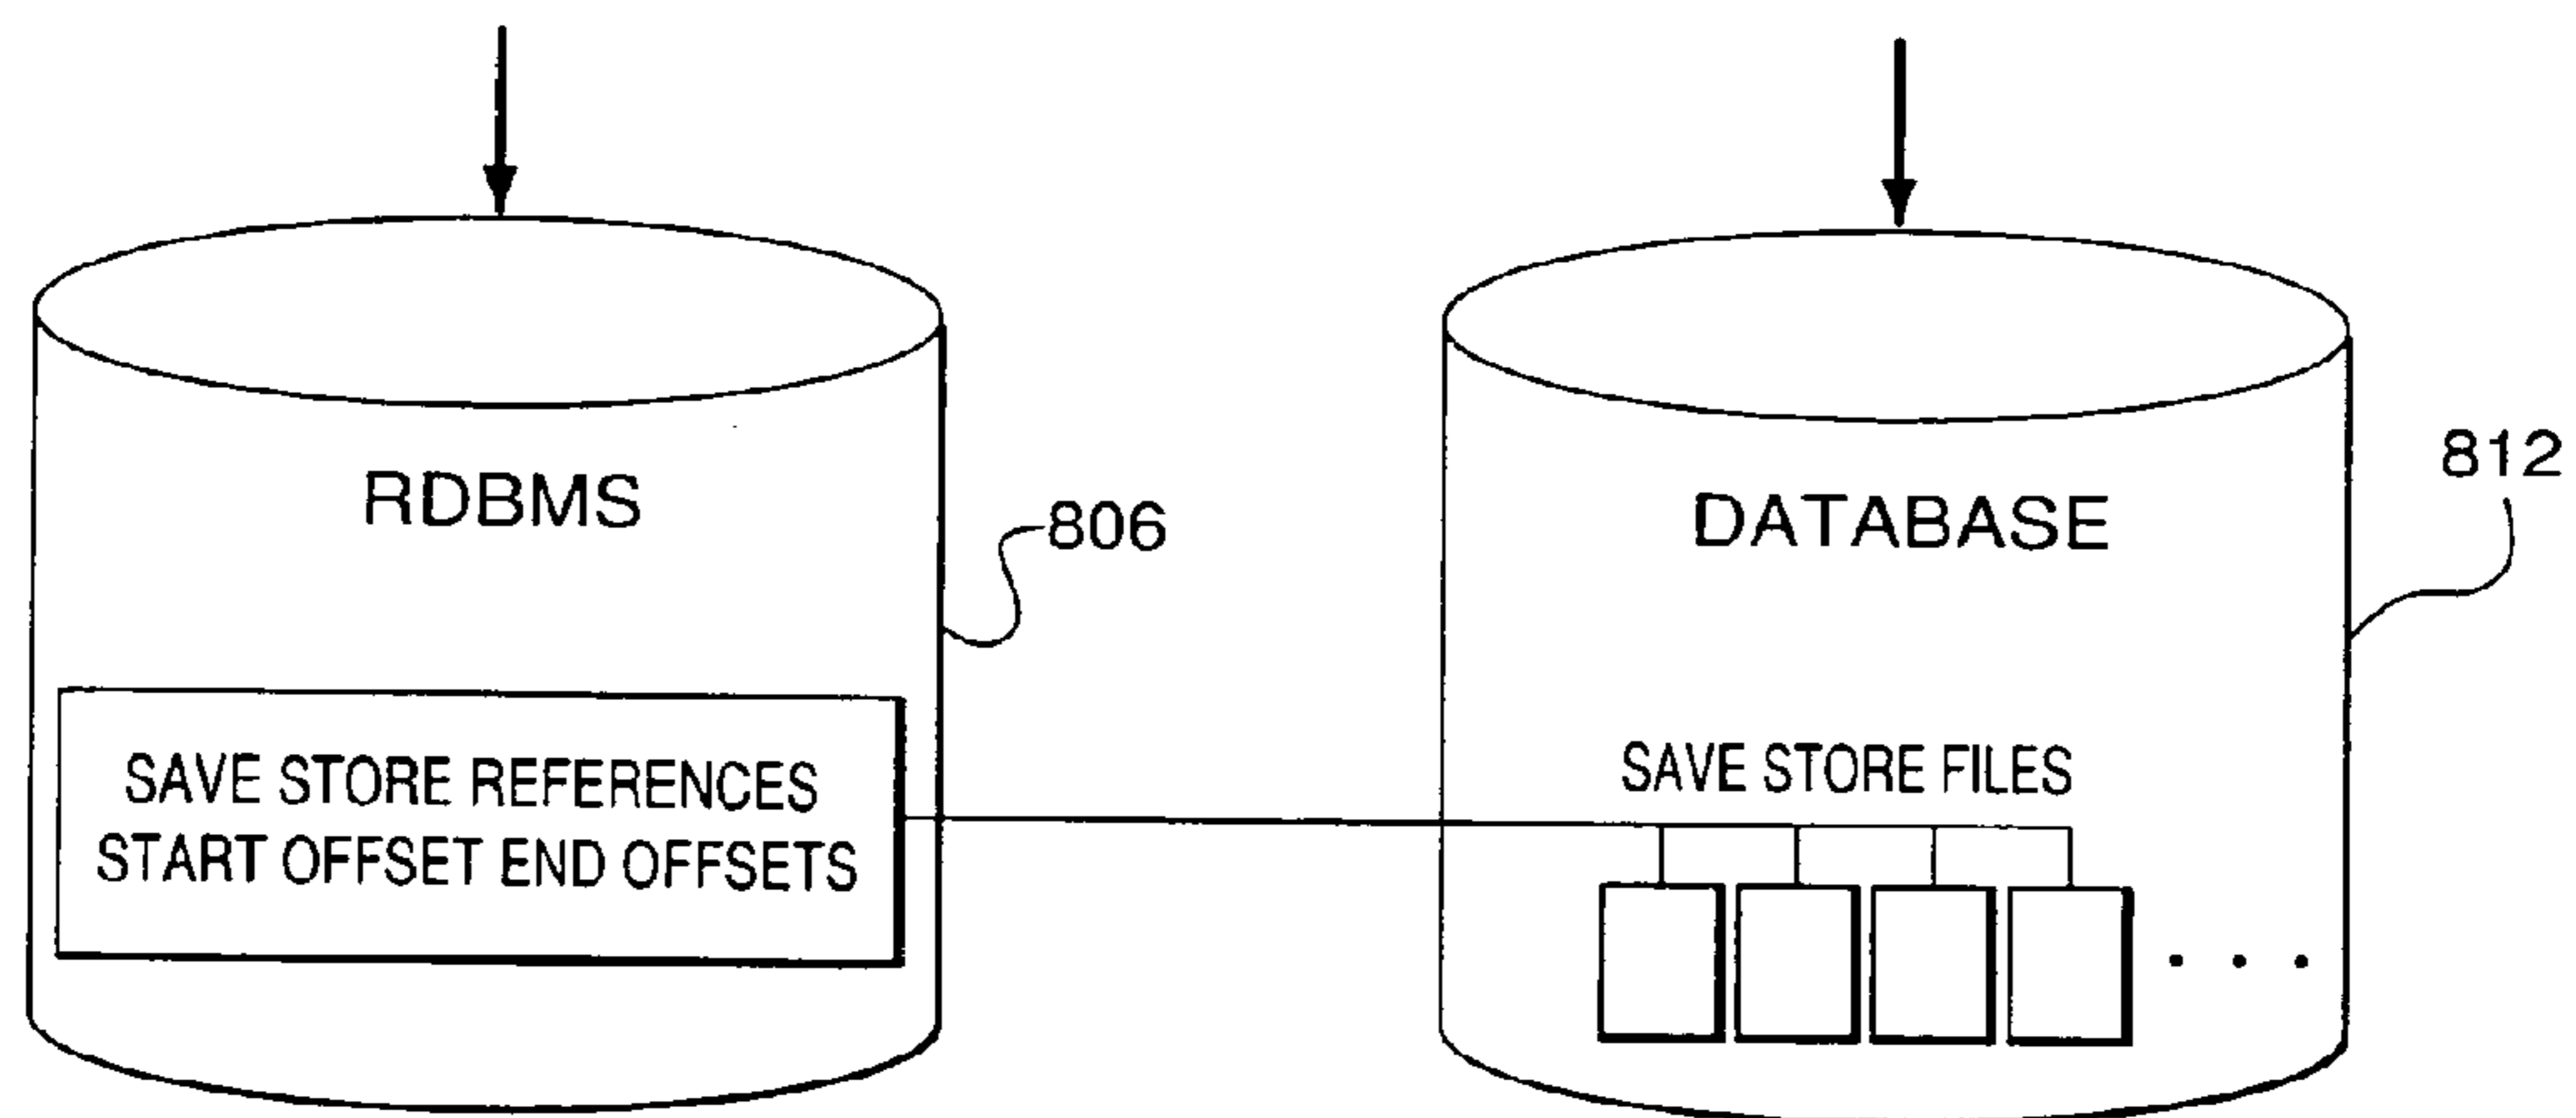 RDBMS
806
SAVE STORE REFERENCES
START OFFSET END OFFSETS
DATABASE
812
SAVE STORE FILES